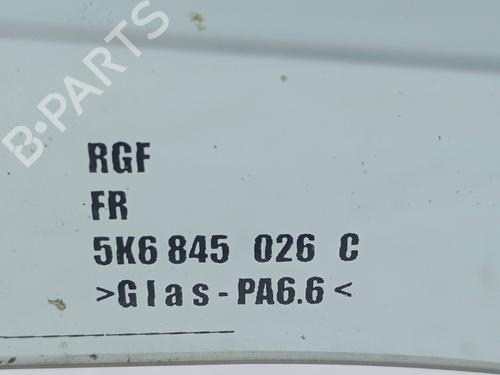 B-PARTS
RGF
FR
5K6 845 026 C
>Glas-PA6.6<